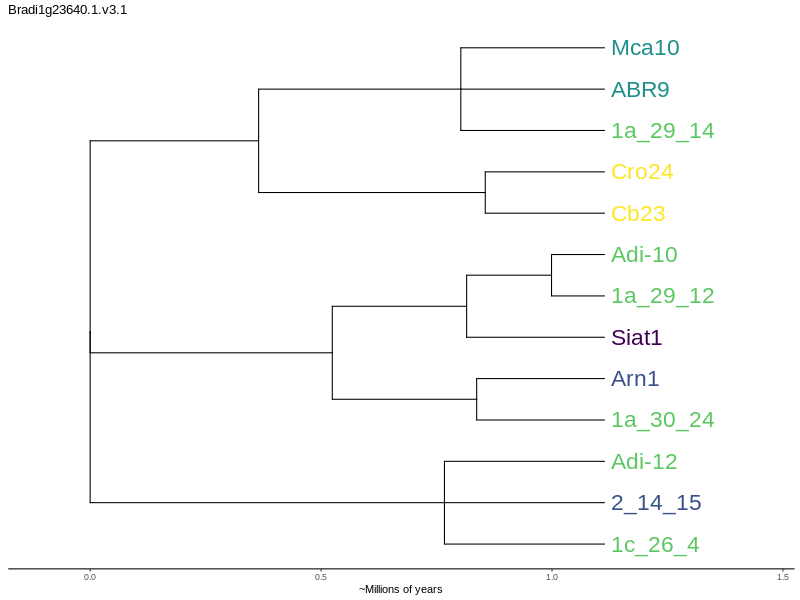 Bradi1g23640.1.v3.1
Mca10
ABR9
1a_29_14
Cro24
Cb23
Adi-10
1a_29_12
Siat1
Arn1
1a_30_24
Adi-12
2_14_15
1c_26_4
0.0 0.5 1.0 1.5
~Millions of years